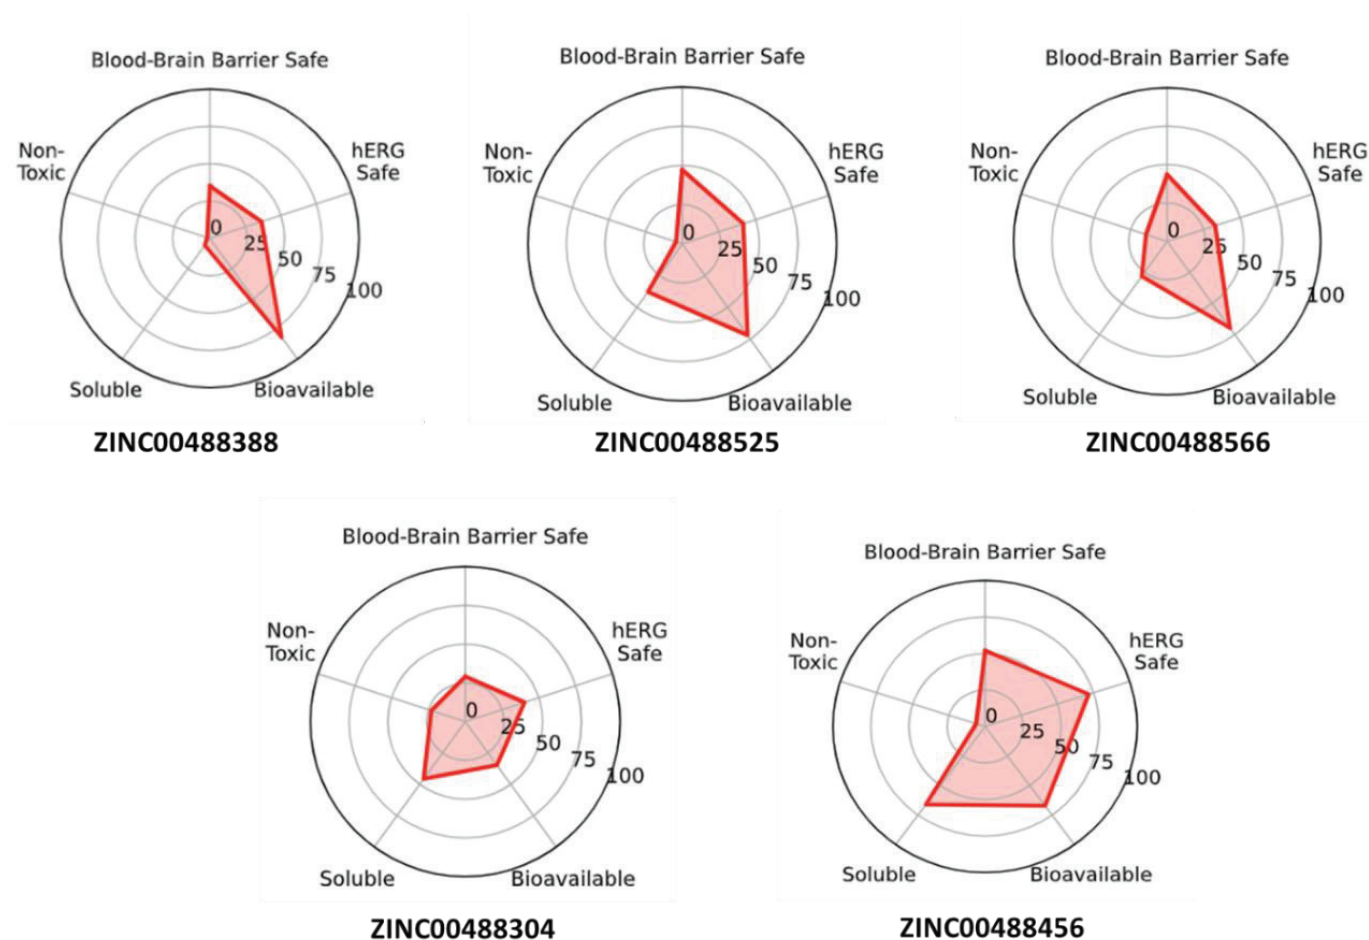 Blood-Brain Barrier Safe
Non-
Toxic
hERG
Safe
0
25
50
75
100
Soluble
Bioavailable
ZINC00488388
Blood-Brain Barrier Safe
Non-
Toxic
hERG
Safe
0
25
50
75
100
Soluble
Bioavailable
ZINC00488525
Blood-Brain Barrier Safe
Non-
Toxic
hERG
Safe
0
25
50
75
100
Soluble
Bioavailable
ZINC00488566
Blood-Brain Barrier Safe
Non-
Toxic
hERG
Safe
0
25
50
75
100
Soluble
Bioavailable
ZINC00488304
Blood-Brain Barrier Safe
Non-
Toxic
hERG
Safe
0
25
50
75
100
Soluble
Bioavailable
ZINC00488456